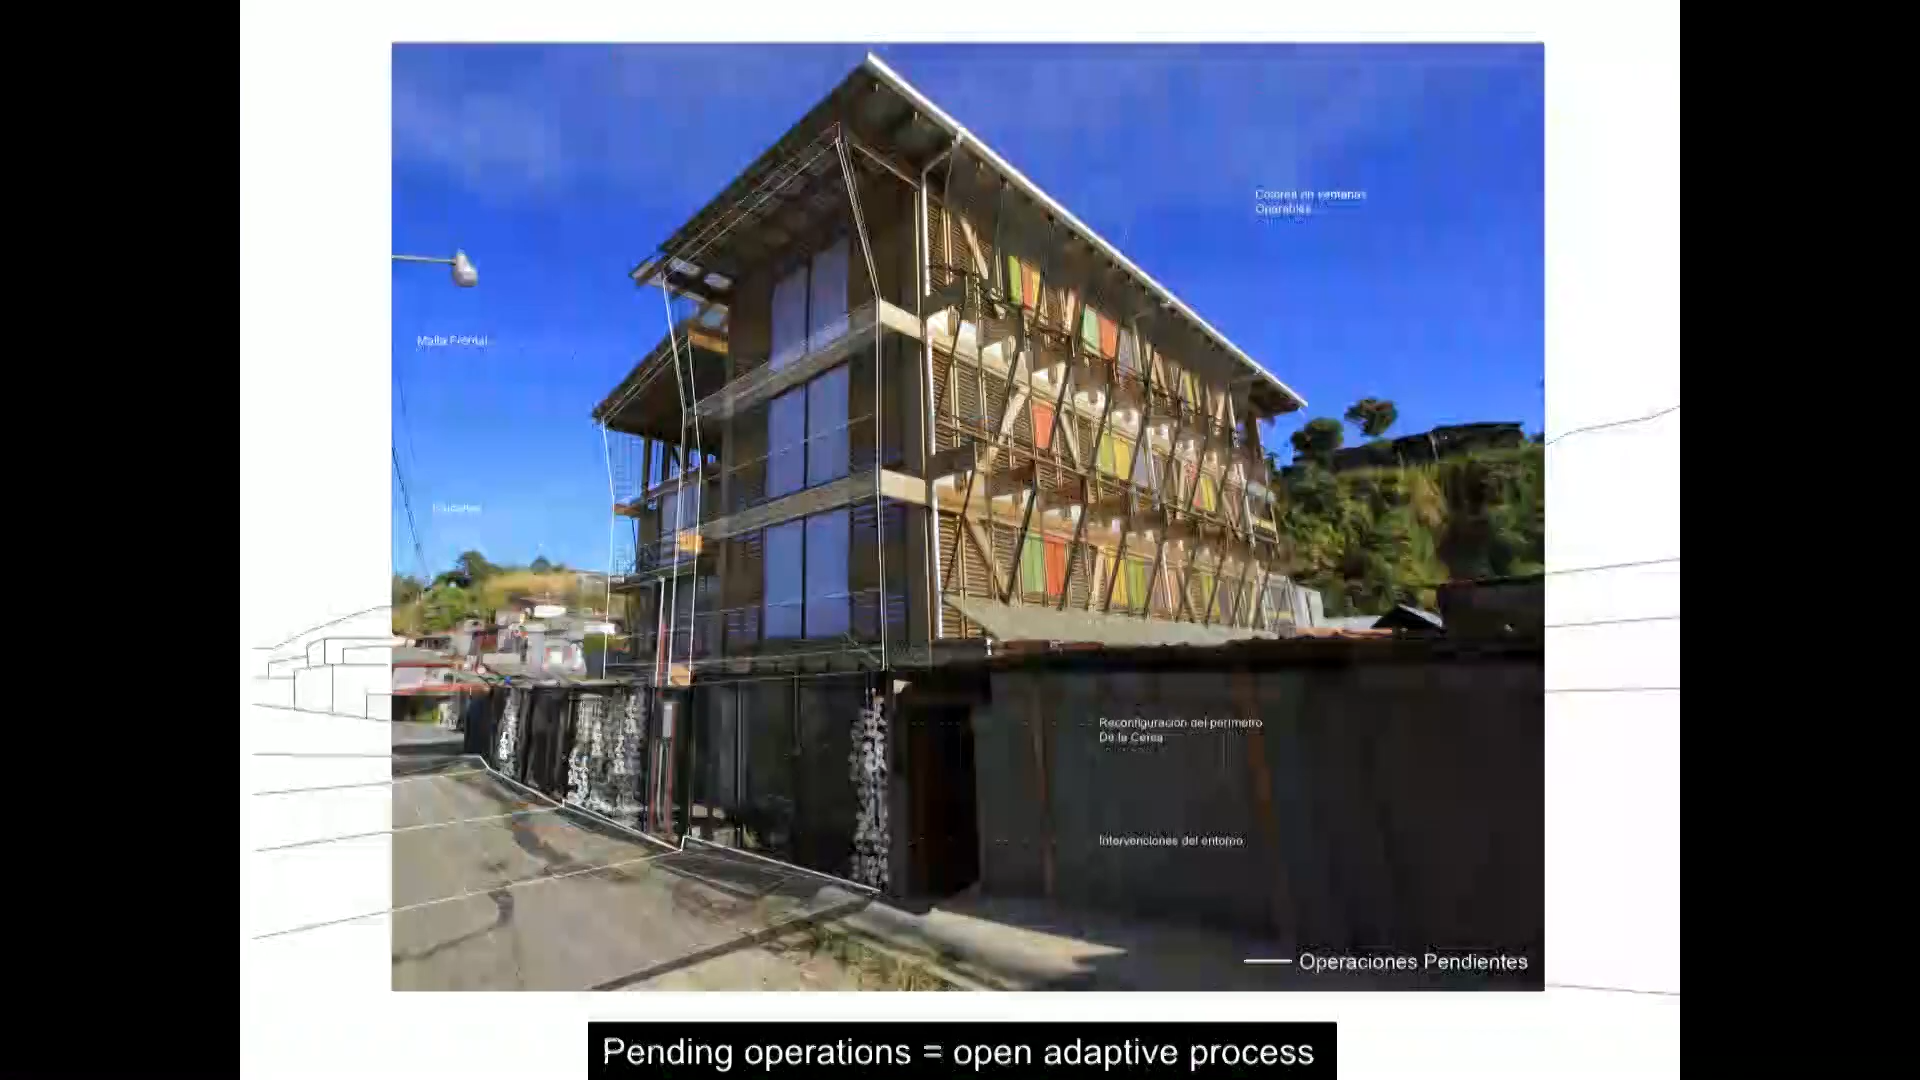 Colores en ventanas
Operables
Malla Frontal
Reconfiguración del perímetro
De la Cerca
Intervenciones del entorno
Operaciones Pendientes
Pending operations = open adaptive process